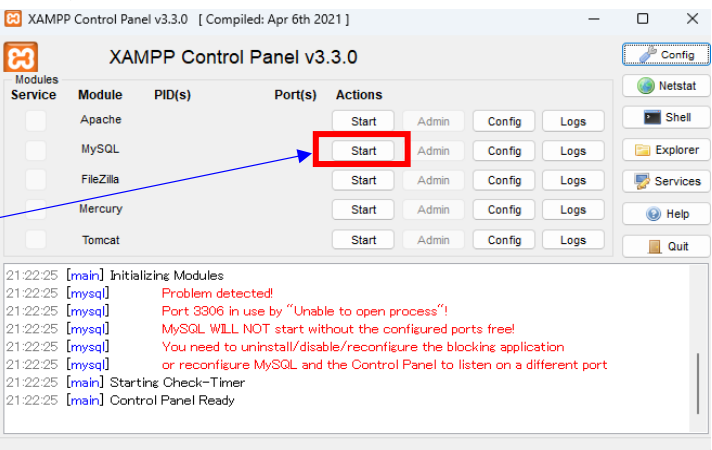 XAMPP Control Panel v3.3.0 [ Compiled: Apr 6th 2021 ]
XAMPP Control Panel v3.3.0
Config
Modules
Service Module PID(s) Port(s) Actions
Netstat
Apache Start Admin Config Logs
Shell
MySQL Start Admin Config Logs
Explorer
FileZilla Start Admin Config Logs
Services
Mercury Start Admin Config Logs
Help
Tomcat Start Admin Config Logs
Quit
21:22:25 [main] Initializing Modules
21:22:25 [mysql] Problem detected!
21:22:25 [mysql] Port 3306 in use by "Unable to open process"!
21:22:25 [mysql] MySQL WILL NOT start without the configured ports free!
21:22:25 [mysql] You need to uninstall/disable/reconfigure the blocking application
21:22:25 [mysql] or reconfigure MySQL and the Control Panel to listen on a different port
21:22:25 [main] Starting Check-Timer
21:22:25 [main] Control Panel Ready